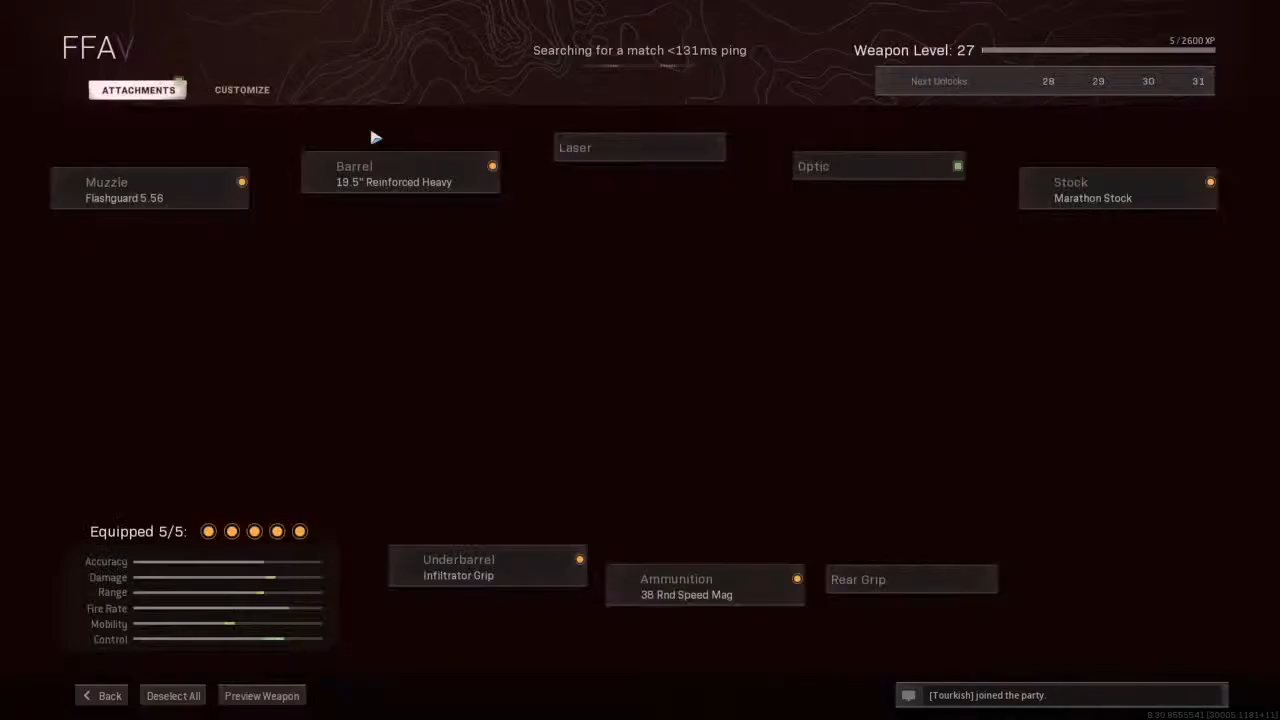 FFAV
Searching for a match <131ms ping
Weapon Level: 27
5 / 2600 XP
ATTACHMENTS
CUSTOMIZE
Next Unlocks
28
29
30
31
Muzzle
Flashguard 5.56
Barrel
19.5" Reinforced Heavy
Laser
Optic
Stock
Marathon Stock
Equipped 5/5:
Accuracy
Damage
Range
Fire Rate
Mobility
Control
Underbarrel
Infiltrator Grip
Ammunition
38 Rnd Speed Mag
Rear Grip
Back
Deselect All
Preview Weapon
[Tourkish] joined the party.